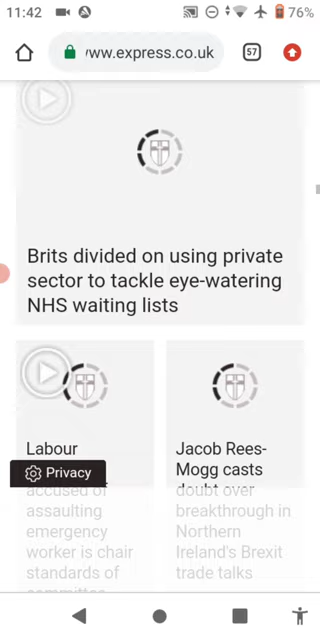 11:42
76%
www.express.co.uk
57
Brits divided on using private
sector to tackle eye-watering
NHS waiting lists
Labour
accused of
assaulting
emergency
worker is chair
standards of
committee
Jacob Rees-
Mogg casts
doubt over
breakthrough in
Northern
Ireland's Brexit
trade talks
Privacy